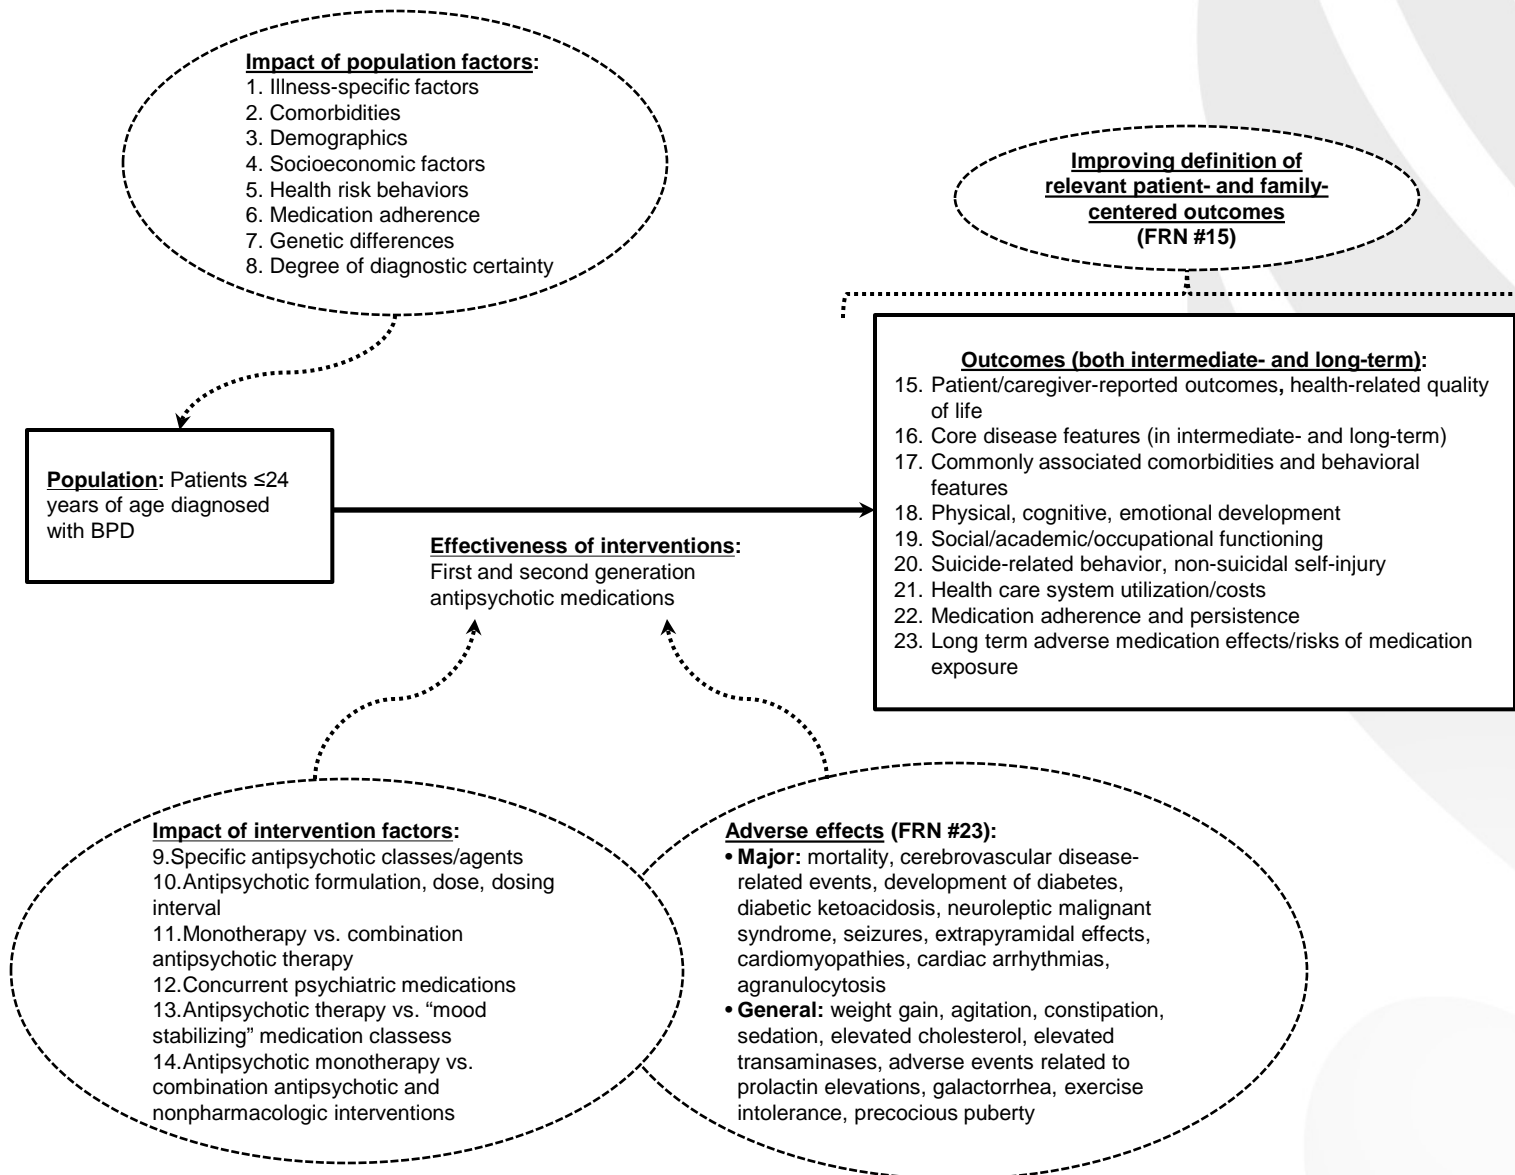 Impact of population factors:
1. Illness-specific factors
2. Comorbidities
3. Demographics
4. Socioeconomic factors
5. Health risk behaviors
6. Medication adherence
7. Genetic differences
8. Degree of diagnostic certainty
Improving definition of
relevant patient- and family-
centered outcomes
(FRN #15)
Population: Patients ≤24
years of age diagnosed
with BPD
Effectiveness of interventions:
First and second generation
antipsychotic medications
Outcomes (both intermediate- and long-term):
15. Patient/caregiver-reported outcomes, health-related quality
of life
16. Core disease features (in intermediate- and long-term)
17. Commonly associated comorbidities and behavioral
features
18. Physical, cognitive, emotional development
19. Social/academic/occupational functioning
20. Suicide-related behavior, non-suicidal self-injury
21. Health care system utilization/costs
22. Medication adherence and persistence
23. Long term adverse medication effects/risks of medication
exposure
Impact of intervention factors:
9.Specific antipsychotic classes/agents
10.Antipsychotic formulation, dose, dosing
interval
11.Monotherapy vs. combination
antipsychotic therapy
12.Concurrent psychiatric medications
13.Antipsychotic therapy vs. “mood
stabilizing” medication classess
14.Antipsychotic monotherapy vs.
combination antipsychotic and
nonpharmacologic interventions
Adverse effects (FRN #23):
• Major: mortality, cerebrovascular disease-
related events, development of diabetes,
diabetic ketoacidosis, neuroleptic malignant
syndrome, seizures, extrapyramidal effects,
cardiomyopathies, cardiac arrhythmias,
agranulocytosis
• General: weight gain, agitation, constipation,
sedation, elevated cholesterol, elevated
transaminases, adverse events related to
prolactin elevations, galactorrhea, exercise
intolerance, precocious puberty